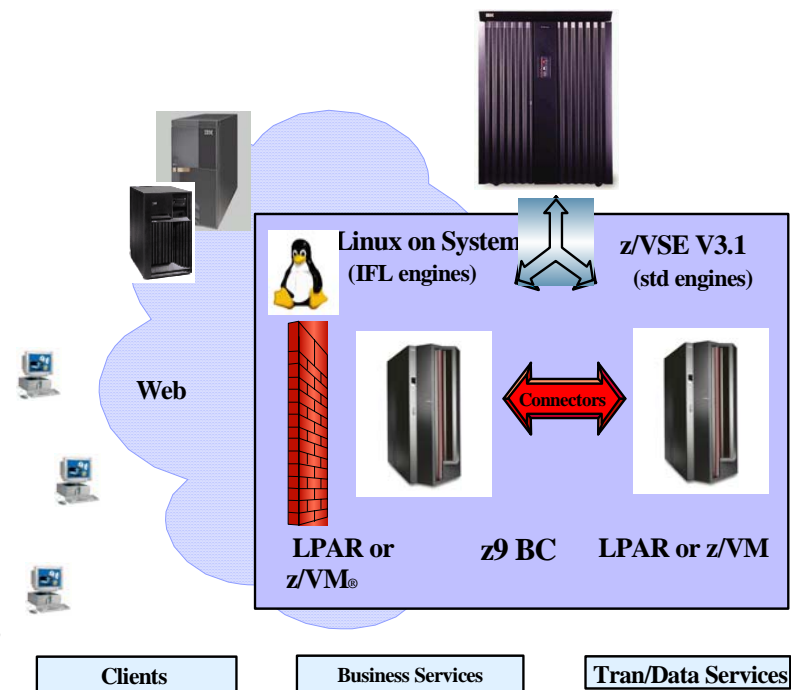 Linux on System
(IFL engines)
z/VSE V3.1
(std engines)
Web
Connectors
LPAR or
z/VM®
z9 BC
LPAR or z/VM
Clients
Business Services
Tran/Data Services